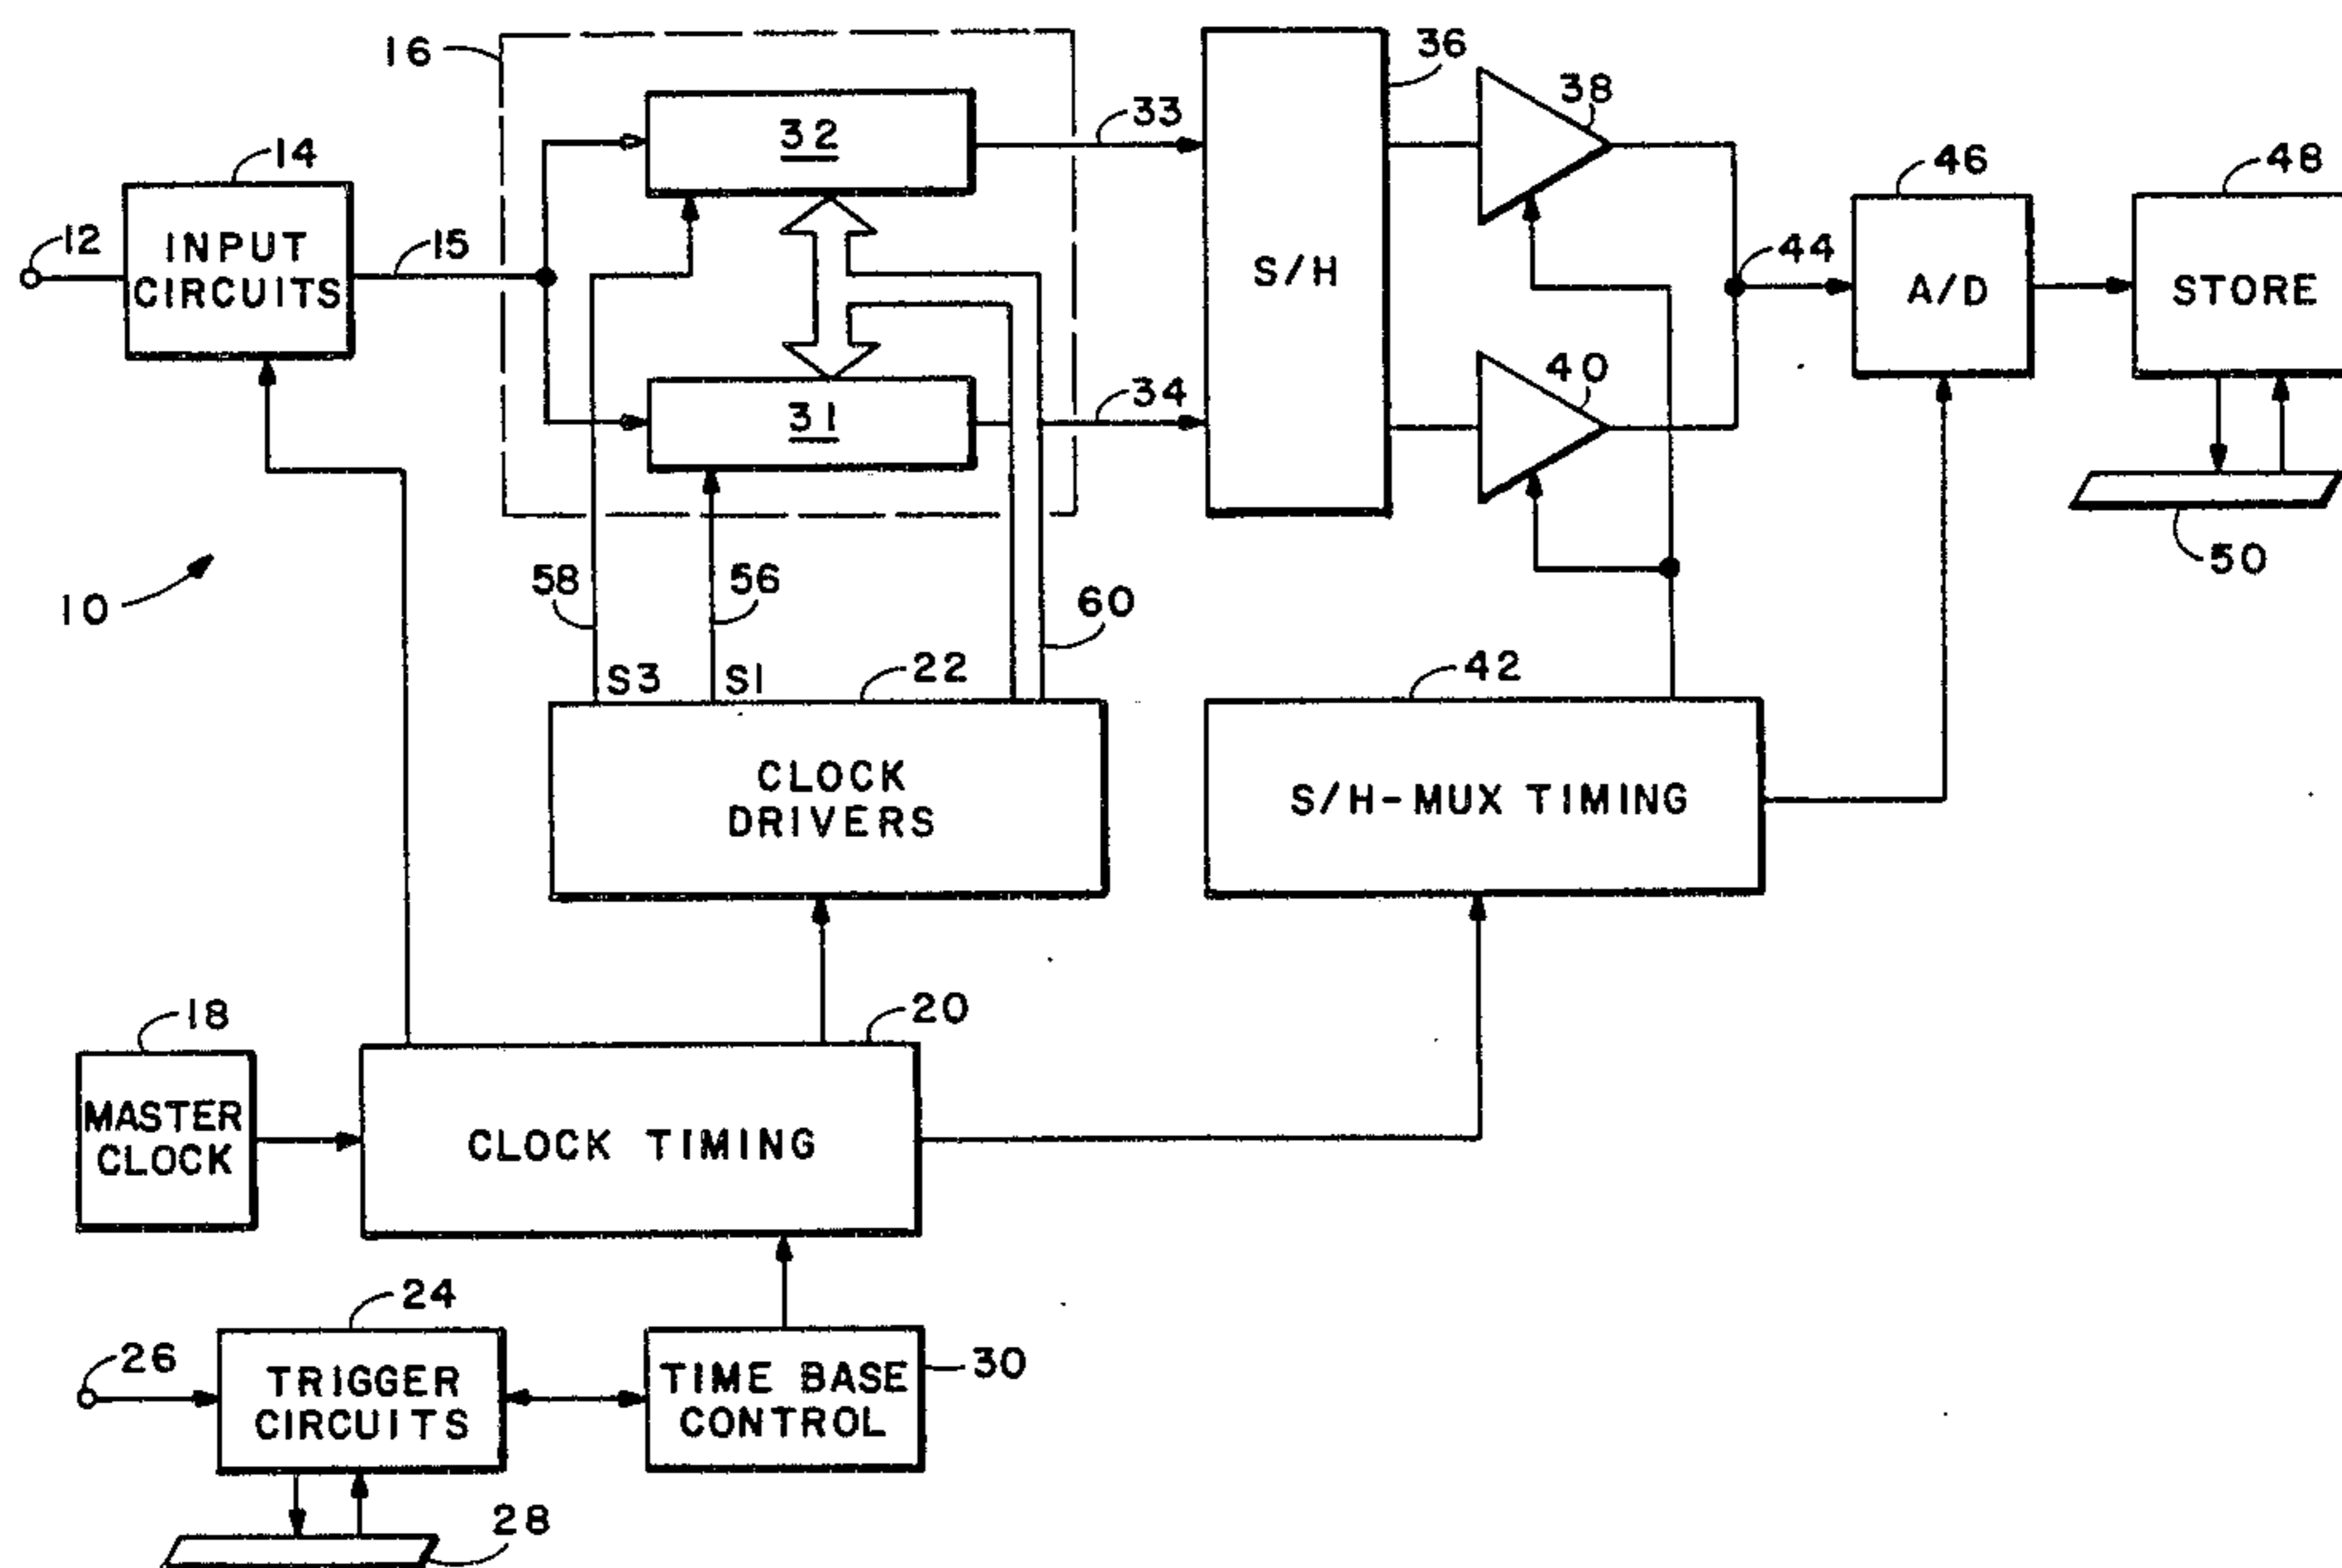 16
36
38
32
33
14
46
48
12
INPUT
CIRCUITS
15
S/H
44
A/D
STORE
40
31
34
50
10
58
56
60
S3
S1
22
42
CLOCK
DRIVERS
S/H-MUX TIMING
18
20
MASTER
CLOCK
CLOCK TIMING
24
26
TRIGGER
CIRCUITS
TIME BASE
CONTROL
30
28